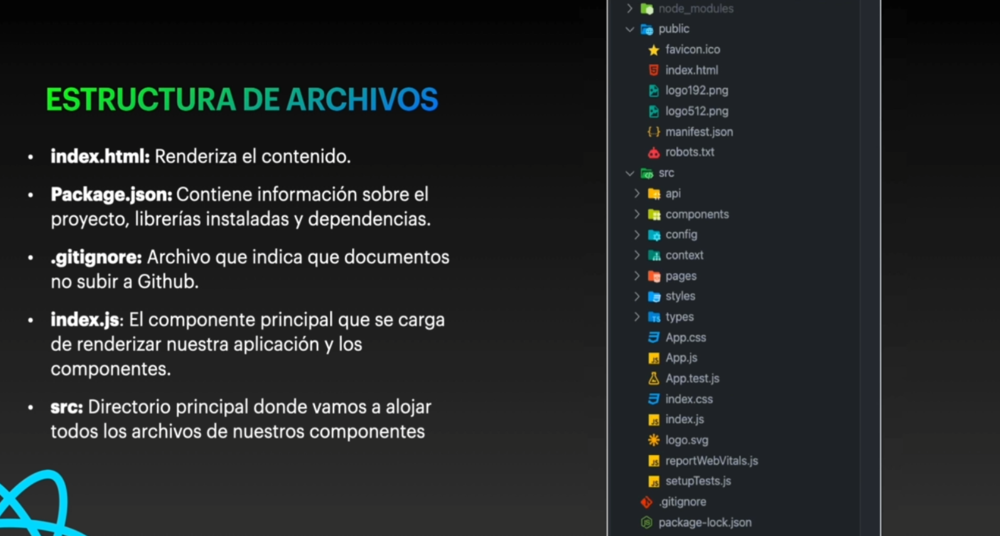 ESTRUCTURA DE ARCHIVOS
• index.html: Renderiza el contenido.
• Package.json: Contiene información sobre el
proyecto, librerías instaladas y dependencias.
• .gitignore: Archivo que indica que documentos
no subir a Github.
• index.js: El componente principal que se carga
de renderizar nuestra aplicación y los
componentes.
• src: Directorio principal donde vamos a alojar
todos los archivos de nuestros componentes
node_modules
public
favicon.ico
index.html
logo192.png
logo512.png
manifest.json
robots.txt
src
api
components
config
context
pages
styles
types
App.css
App.js
App.test.js
index.css
index.js
logo.svg
reportWebVitals.js
setupTests.js
.gitignore
package-lock.json